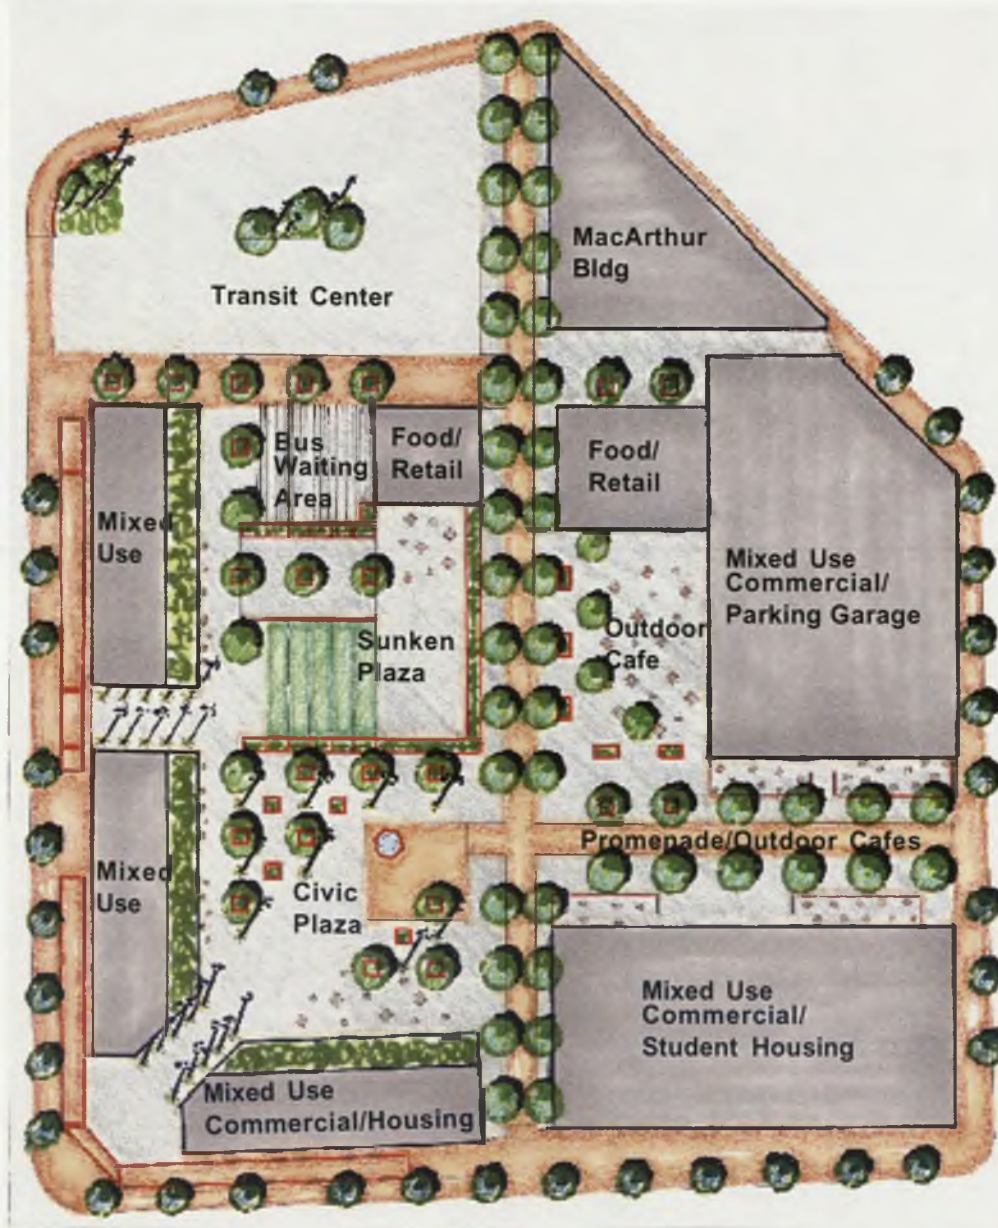 MacArthur
Bldg
Transit Center
Bus
Waiting
Area
Food/
Retail
Food/
Retail
Mixed
Use
Mixed Use
Commercial/
Parking Garage
Sunken
Plaza
Outdoor
Cafe
Promenade/Outdoor Cafes
Mixed
Use
Civic
Plaza
Mixed Use
Commercial/
Student Housing
Mixed Use
Commercial/Housing